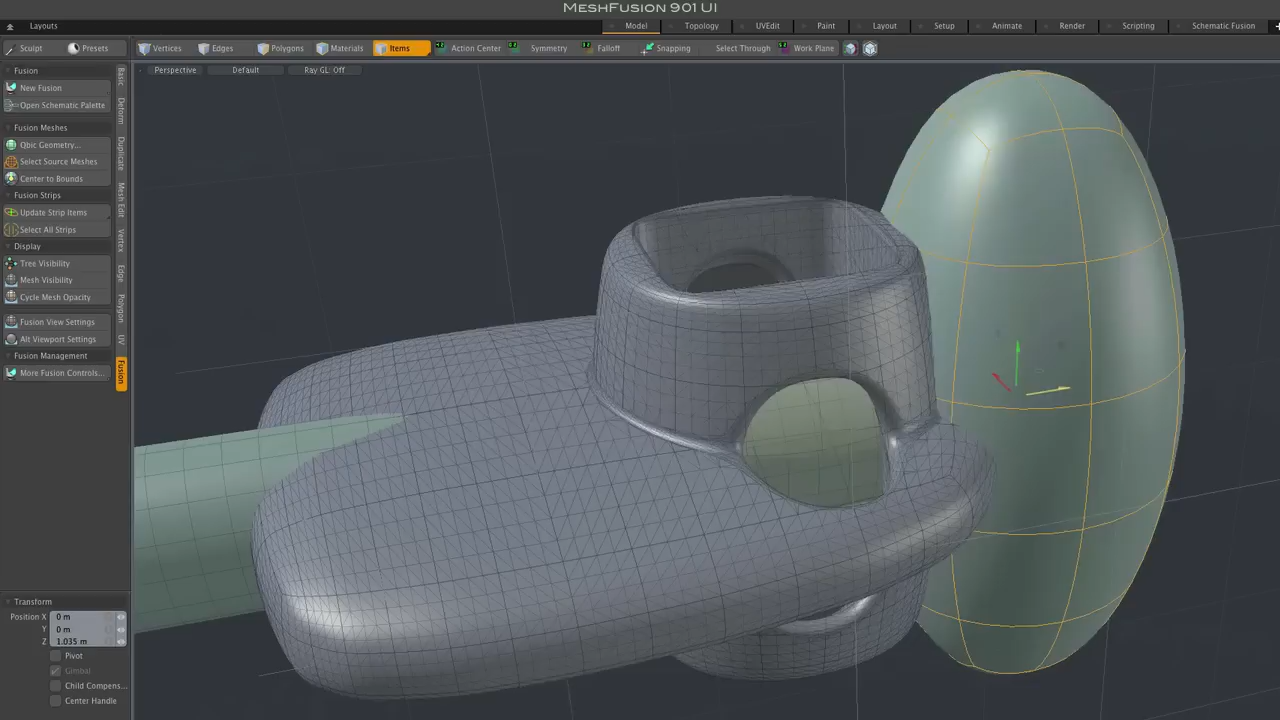 MeshFusion 901 UI
Layouts
Model
Topology
UVEdit
Paint
Layout
Setup
Animate
Render
Scripting
Schematic Fusion
Sculpt
Presets
Vertices
Edges
Polygons
Materials
Items
Action Center
Symmetry
Falloff
Snapping
Select Through
Work Plane
Perspective
Default
Ray GL: Off
Fusion
New Fusion
Open Schematic Palette
Fusion Meshes
Qbic Geometry...
Select Source Meshes
Center to Bounds
Fusion Strips
Update Strip Items
Select All Strips
Display
Tree Visibility
Mesh Visibility
Cycle Mesh Opacity
Fusion View Settings
Alt Viewport Settings
Fusion Management
More Fusion Controls...
Basic
Deform
Duplicate
Mesh Edit
Vertex
Edge
Polygon
UV
Fusion
Transform
Position X
0 m
Y
0 m
Z
1.035 m
Pivot
Gimbal
Child Compens...
Center Handle